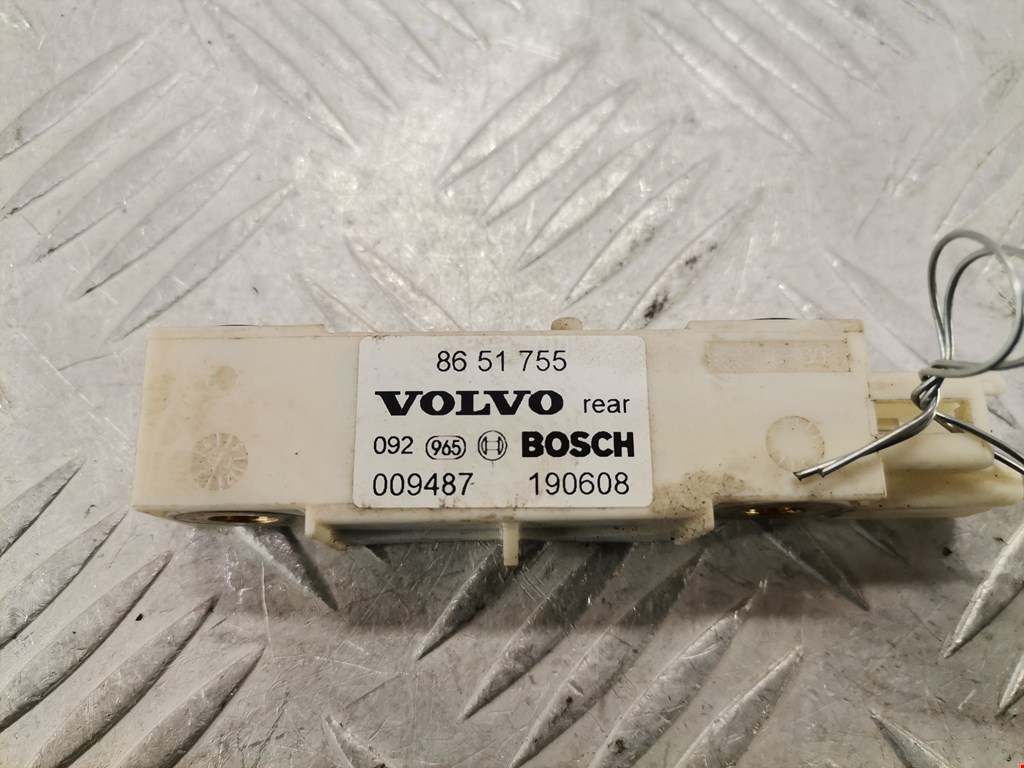 86 51 755
VOLVO rear
092 965 BOSCH
009487 190608